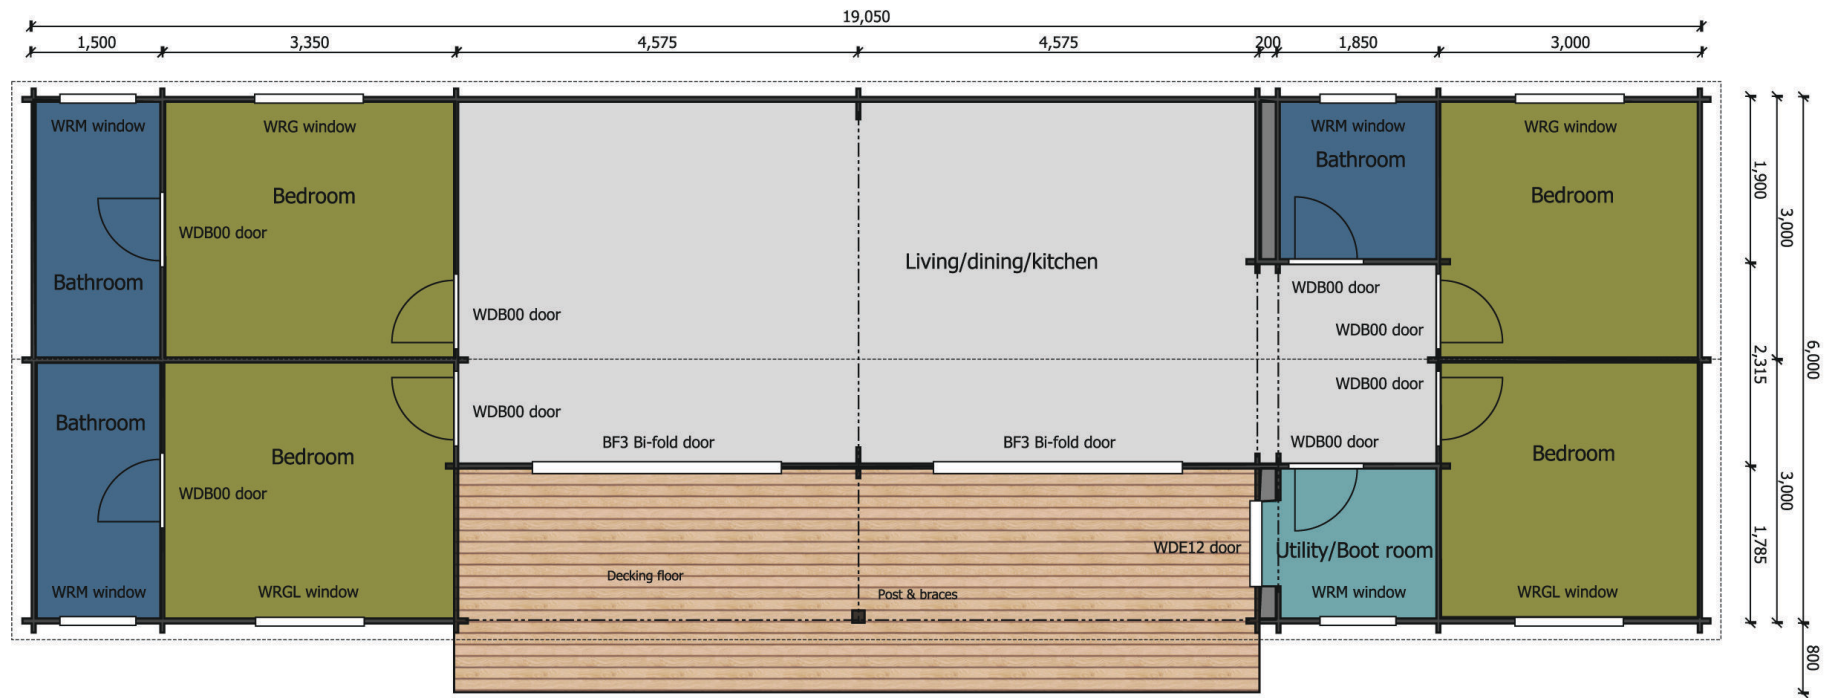 19,050
1,500 3,350 4,575 4,575 200 1,850 3,000
WRM window WRG window WRM window WRG window
Bathroom
Bedroom Bedroom
WDB00 door
Living/dining/kitchen
Bathroom
WDB00 door
WDB00 door
WDB00 door
1,900
3,000
6,000
2,315
WDB00 door
WDB00 door
Bathroom
BF3 Bi-fold door BF3 Bi-fold door WDB00 door
Bedroom Bedroom
WDB00 door
3,000
1,785
WDE12 door Utility/Boot room
Decking floor
WRM window WRGL window Post & braces WRM window WRGL window
800